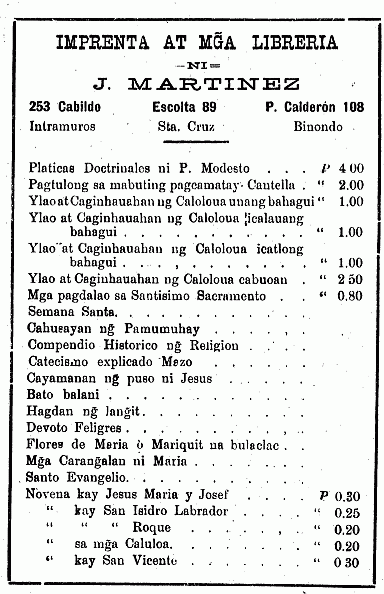 IMPRENTA AT MG̃A LIBRERIA
—NI—
J. MARTINEZ
253 Cabildo Escolta 89 P. Calderón 108
Intramuros Sta. Cruz Binondo
Platicas Doctrinales ni P. Modesto . . . P 4 00
Pagtulong sa mabuting pagcamatay- Cantella . “ 2.00
Ylao at Caginhauahan ng Caloloua unang bahagui “ 1.00
Ylao at Caginhauahan ng Caloloua icalauang
bahagui . . . . . . . . . . . “ 1.00
Ylao at Caginhauahan ng Caloloua icatlong
bahagui . . . . . . . . . . . “ 1.00
Ylao at Caginhauahan ng Caloloua cabuoan . “ 2 50
Mga pagdalao sa Santisimo Sacramento . . “ 0.80
Semana Santa. . . . . . . . . . .
Cahusayan ng̃ Pamumuhay . . . . . .
Compendio Historico ng̃ Religion . . . .
Catecismo explicado Mazo . . . . . .
Cayamanan ng̃ puso ni Jesus . . . . . .
Bato balani . . . . . . . . . . .
Hagdan ng̃ lang̃it. . . . . . . . . .
Devoto Feligres . . . . . . . . . .
Flores de Maria ò Mariquit na bulaclac . .
Mg̃a Carang̃alan ni Maria . . . . . . .
Santo Evangelio. . . . . . . . . .
Novena kay Jesus Maria y Josef . . . . P 0.30
“ kay San Isidro Labrador . . . . “ 0.25
“ “ “ Roque . . . . . . “ 0.20
“ sa mg̃a Caluloa. . . . . . . “ 0.20
“ kay San Vicente . . . . . . “ 0 30